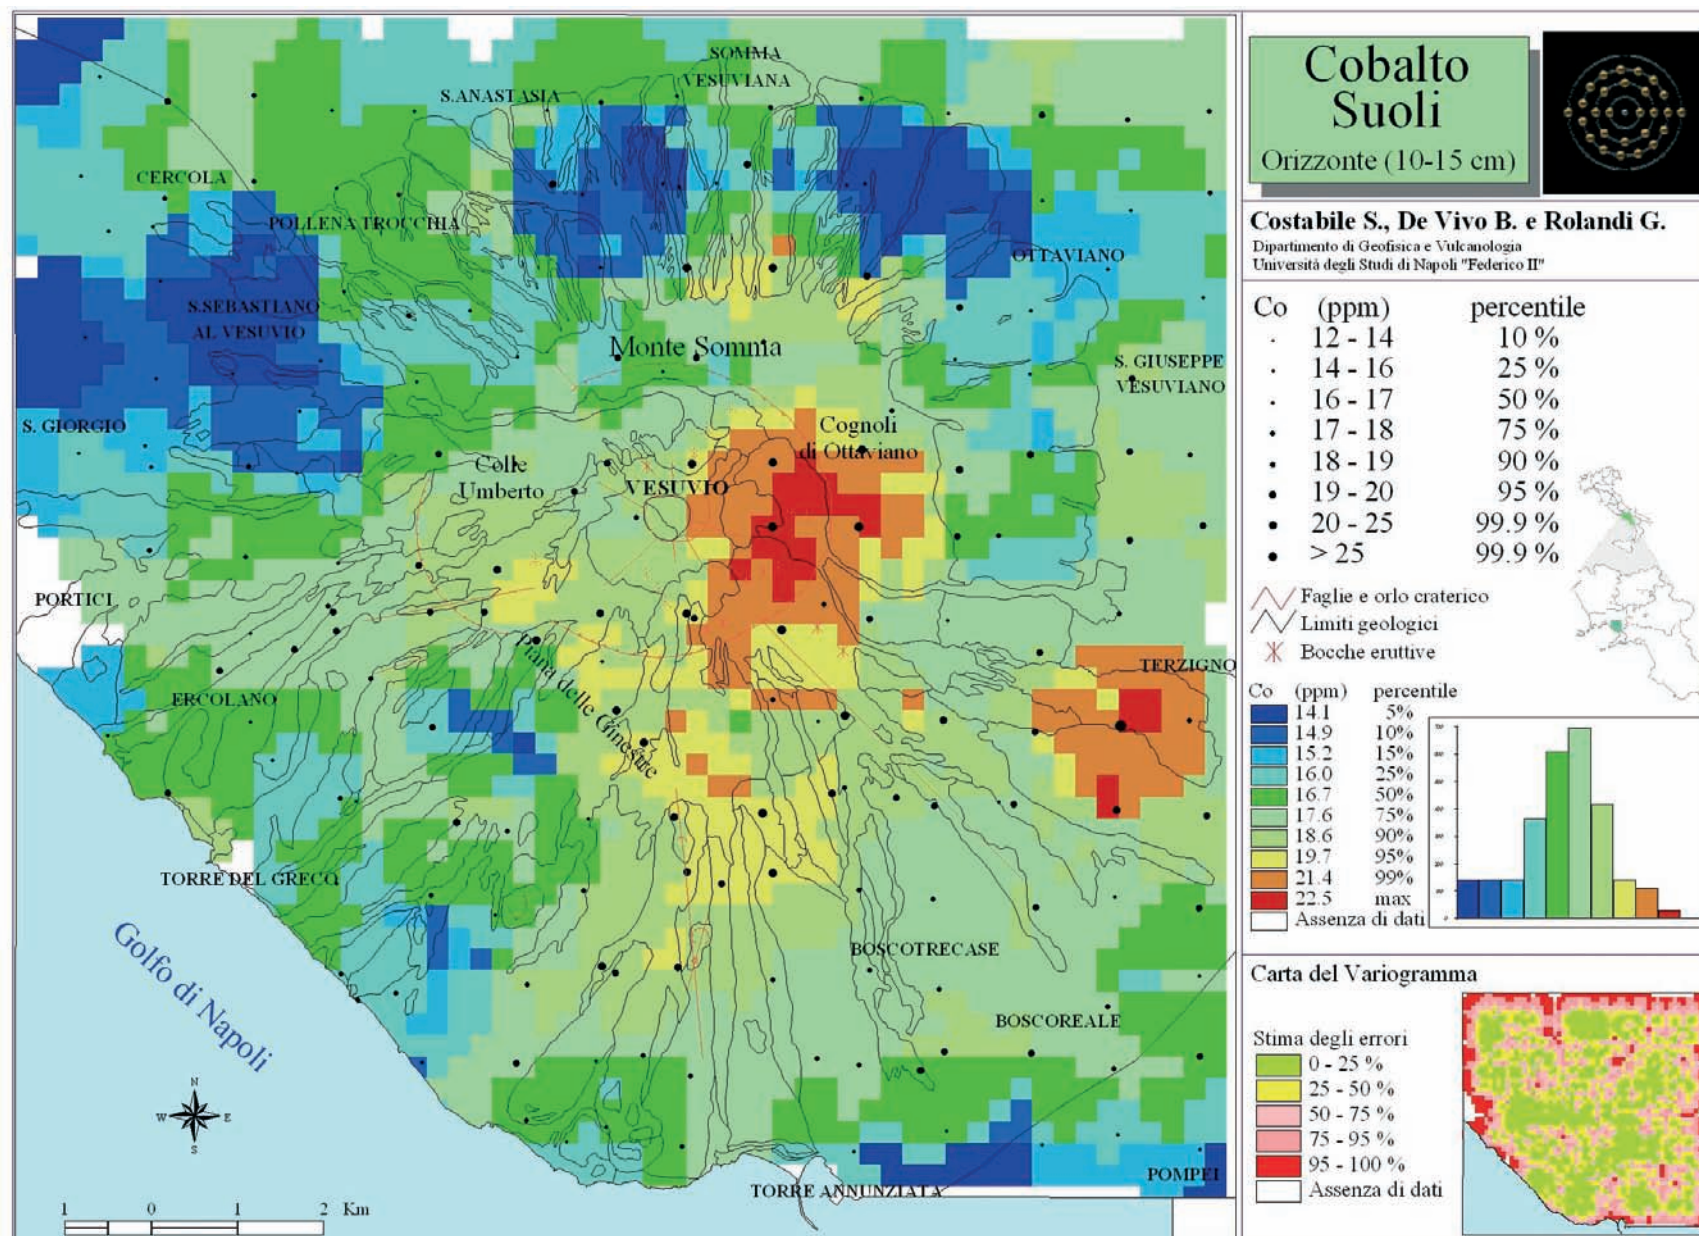 SOMMA
VESUVIANA
S.ANASTASIA
CERCOLA
POLLENA TROCCHIA
OTTAVIANO
S.SEBASTIANO
AL VESUVIO
Monte Somma
S. GIUSEPPE
VESUVIANO
S. GIORGIO
Cognoli
di Ottaviano
Colle
Umberto
VESUVIO
PORTICI
Piana delle Ginestre
TERZIGNO
ERCOLANO
TORRE DEL GRECO
Golfo di Napoli
BOSCOTRECASE
BOSCOREALE
POMPEI
TORRE ANNUNZIATA
N
W E
S
1 0 1 2 Km
Cobalto
Suoli
Orizzonte (10-15 cm)
Costabile S., De Vivo B. e Rolandi G.
Dipartimento di Geofisica e Vulcanologia
Università degli Studi di Napoli "Federico II"
Co (ppm) percentile
12 - 14 10 %
14 - 16 25 %
16 - 17 50 %
17 - 18 75 %
18 - 19 90 %
19 - 20 95 %
20 - 25 99.9 %
> 25 99.9 %
Faglie e orlo craterico
Limiti geologici
Bocche eruttive
Co (ppm) percentile
14.1 5%
14.9 10%
15.2 15%
16.0 25%
16.7 50%
17.6 75%
18.6 90%
19.7 95%
21.4 99%
22.5 max
Assenza di dati
Carta del Variogramma
Stima degli errori
0 - 25 %
25 - 50 %
50 - 75 %
75 - 95 %
95 - 100 %
Assenza di dati